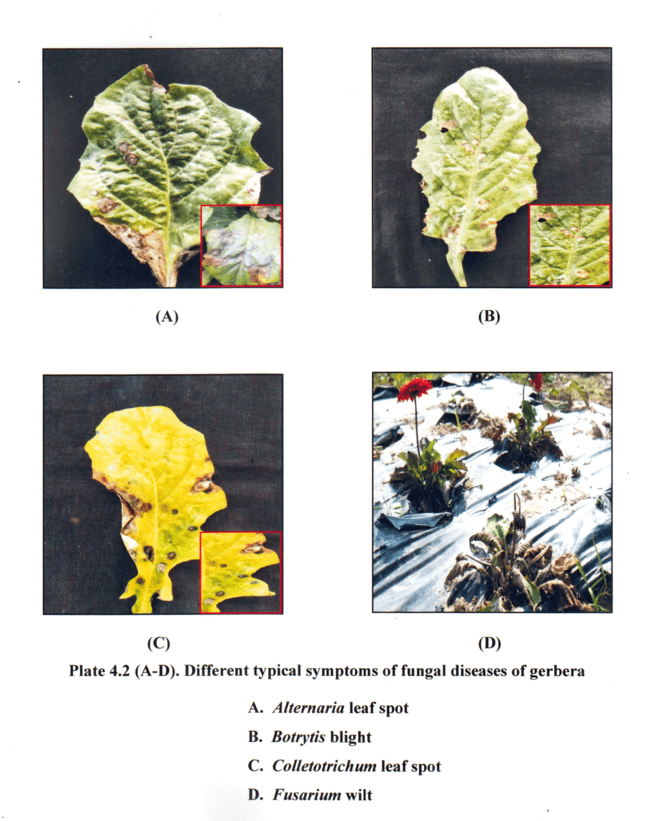 (A)
(B)
(C)
(D)
Plate 4.2 (A-D). Different typical symptoms of fungal diseases of gerbera
A. Alternaria leaf spot
B. Botrytis blight
C. Colletotrichum leaf spot
D. Fusarium wilt